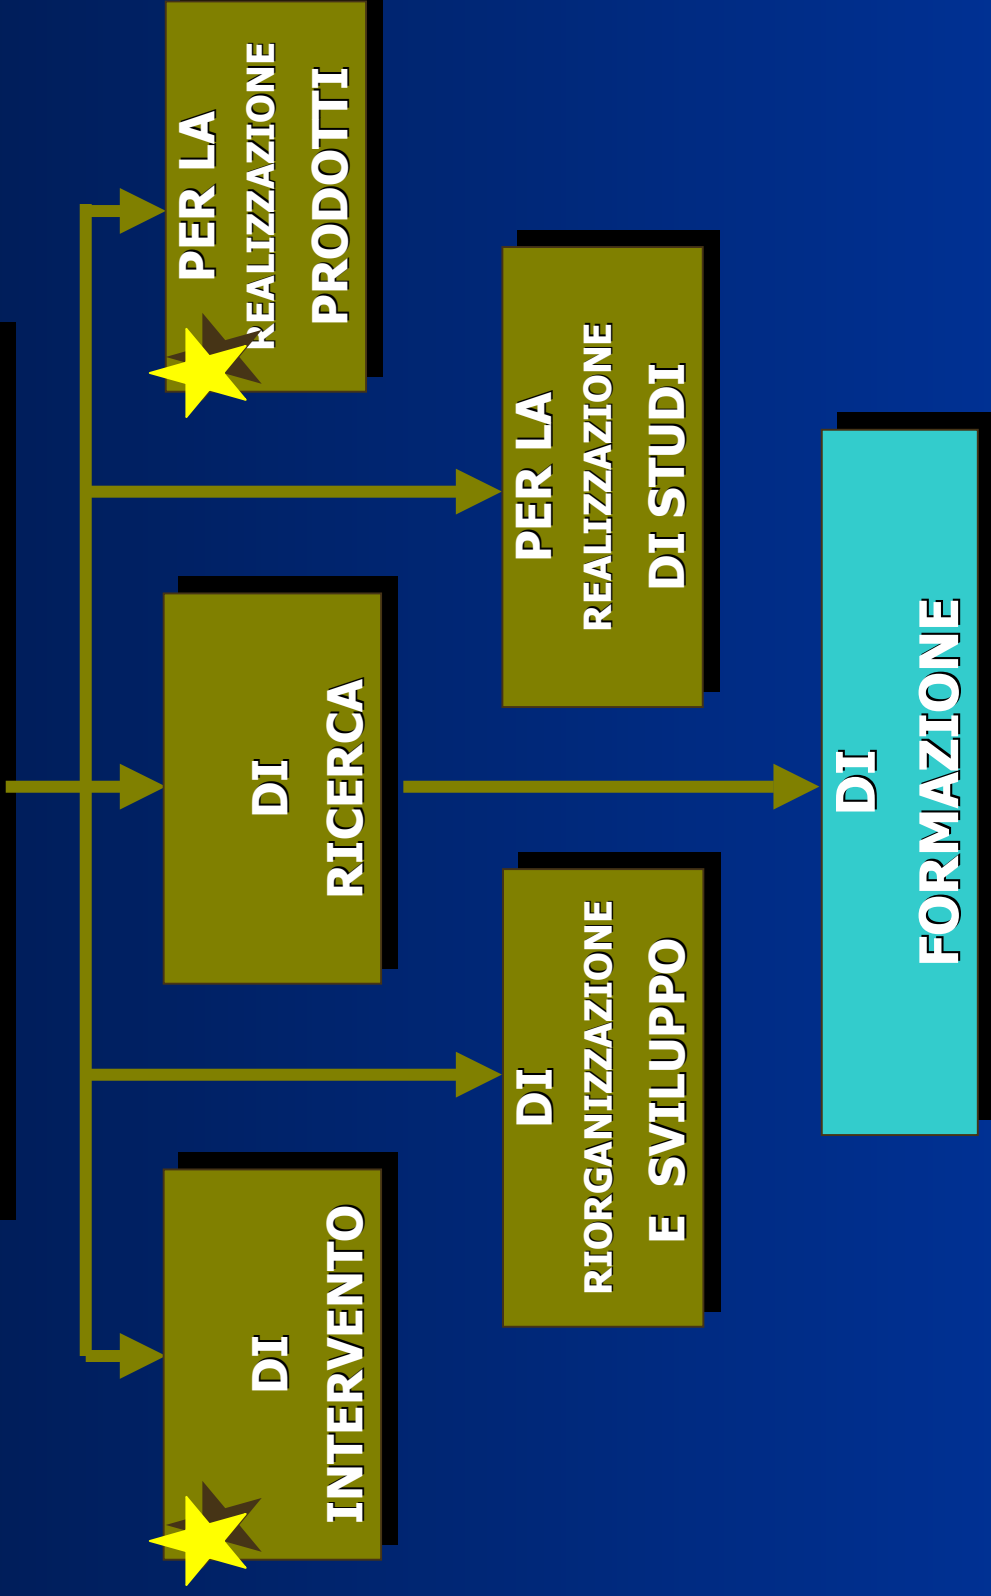 DI
INTERVENTO
DI
RICERCA
PER LA
REALIZZAZIONE
PRODOTTI
DI
RIORGANIZZAZIONE
E SVILUPPO
PER LA
REALIZZAZIONE
DI STUDI
DI
FORMAZIONE